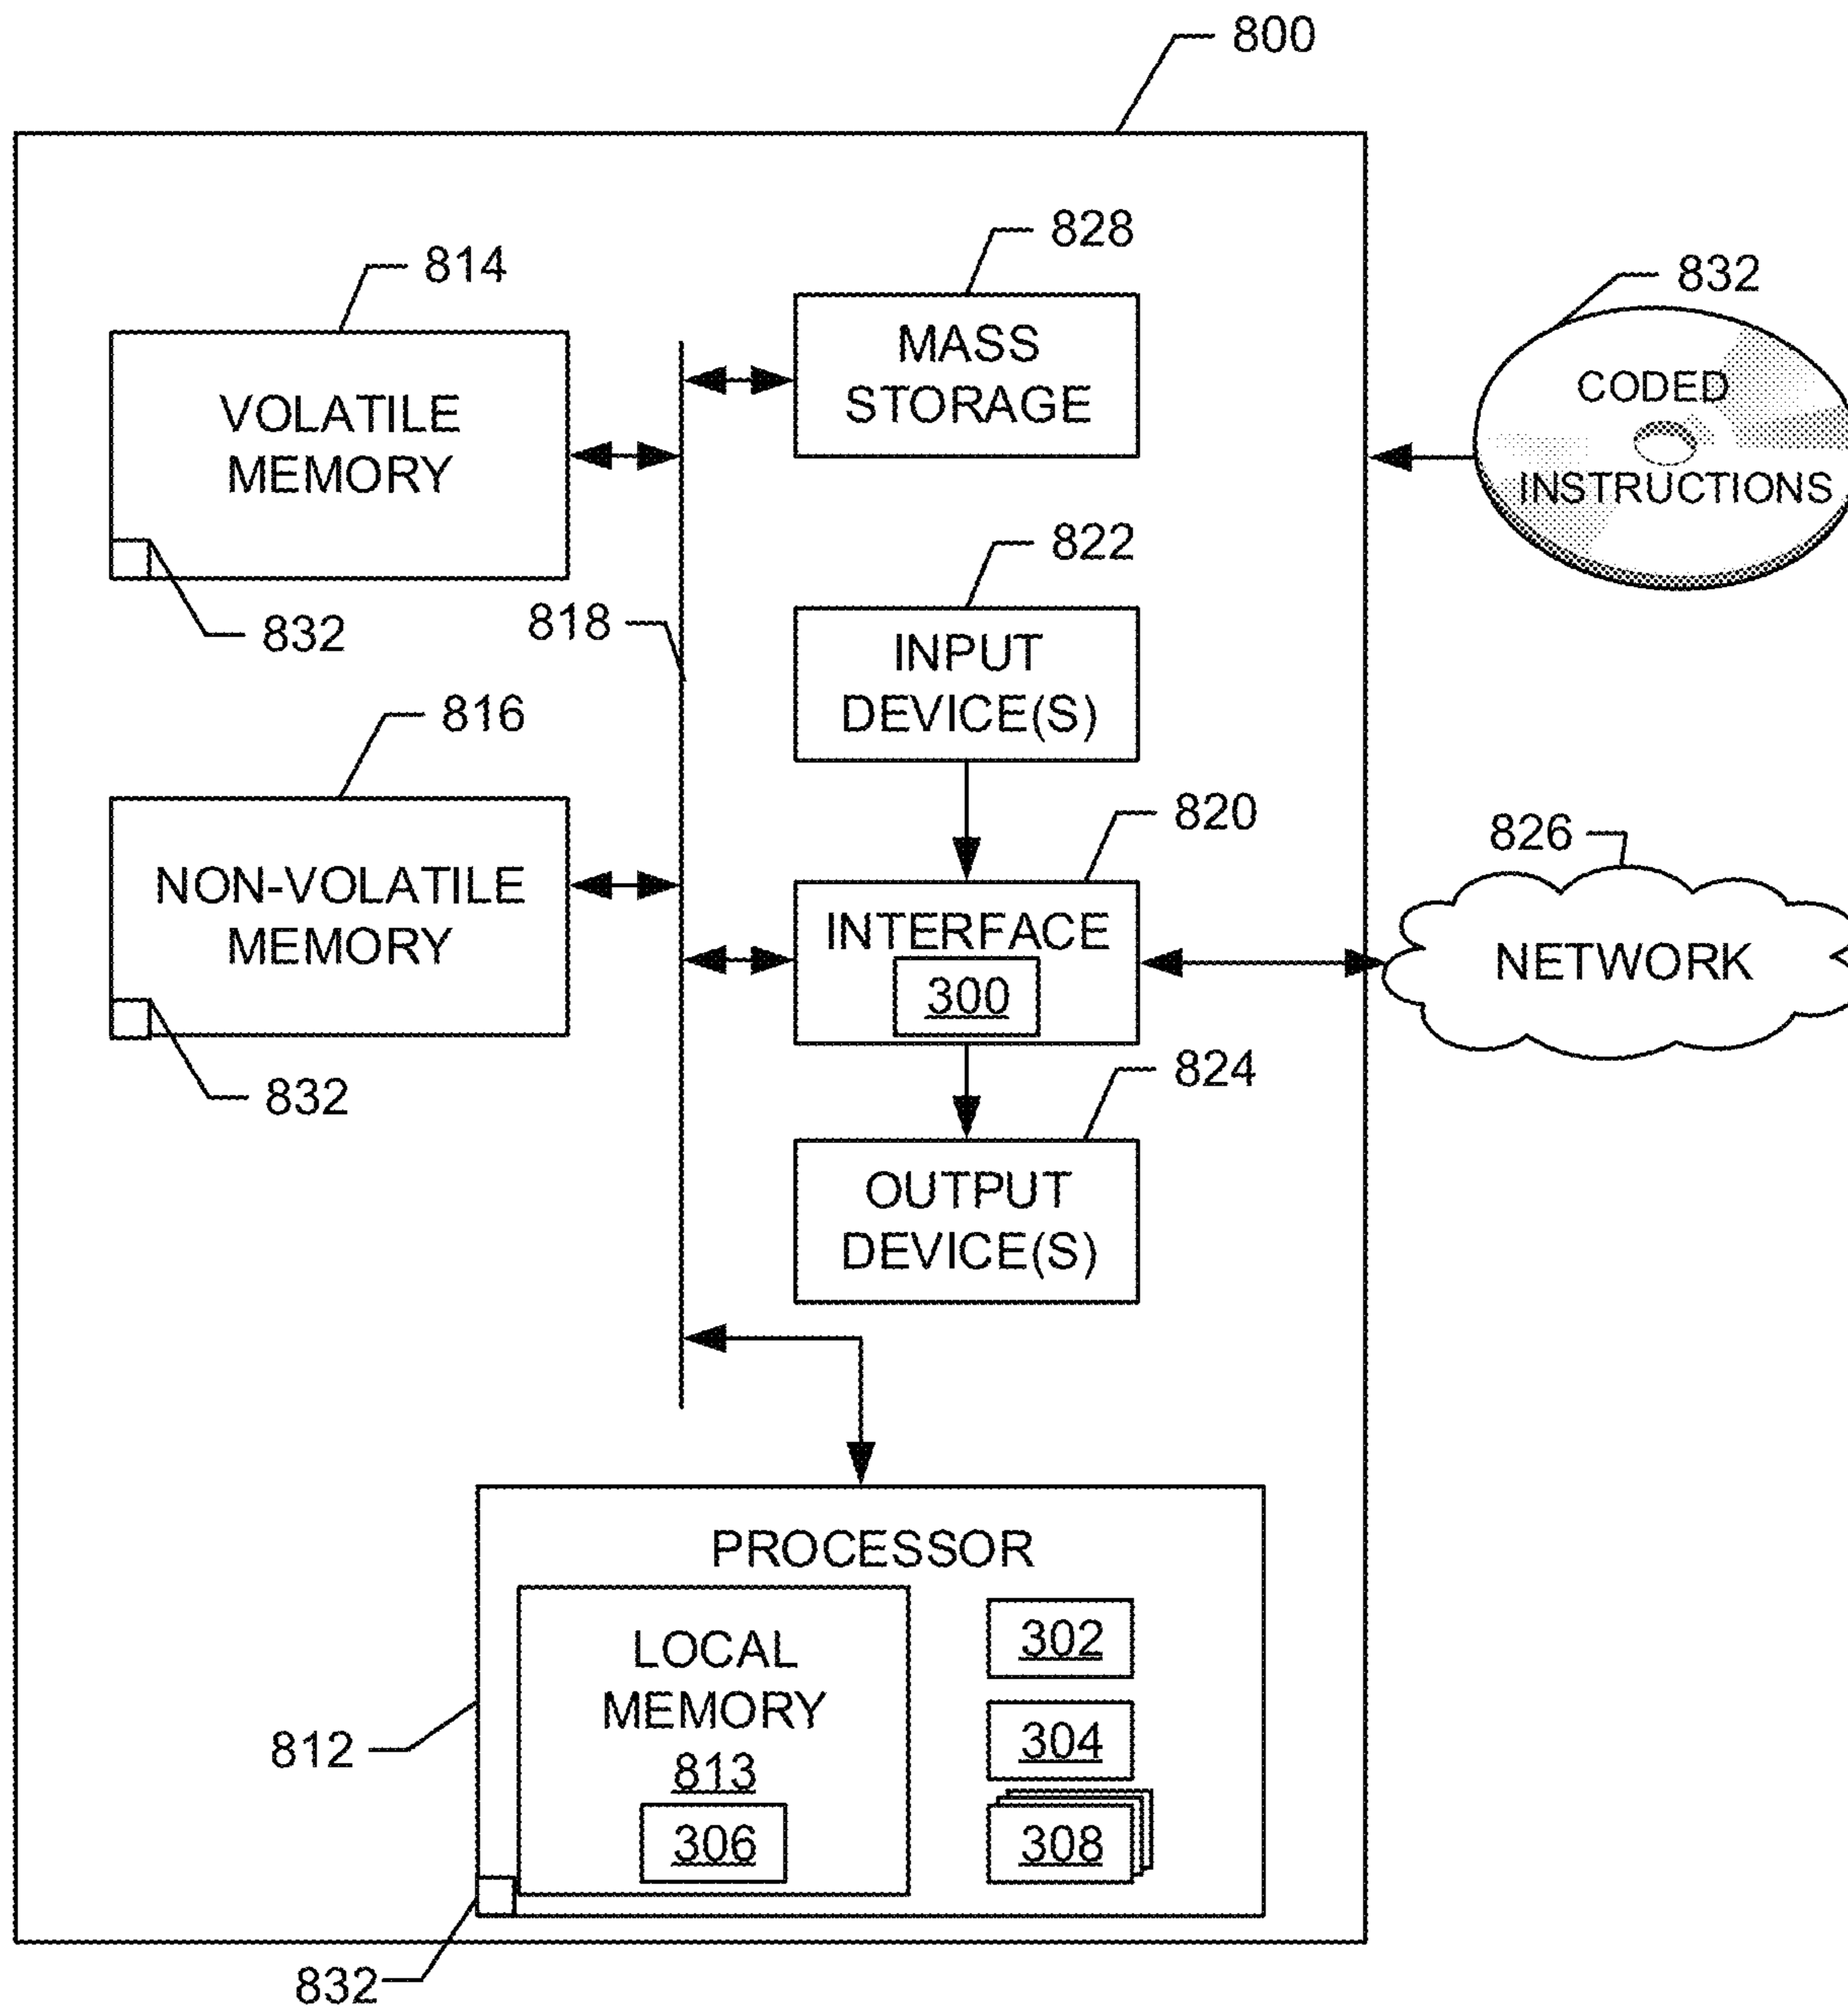 800
828
814
832
MASS
STORAGE
VOLATILE
MEMORY
CODED
INSTRUCTIONS
822
832
818
INPUT
DEVICE(S)
816
820
826
NON-VOLATILE
MEMORY
INTERFACE
300
NETWORK
832
824
OUTPUT
DEVICE(S)
PROCESSOR
LOCAL
MEMORY
813
306
302
304
308
812
832